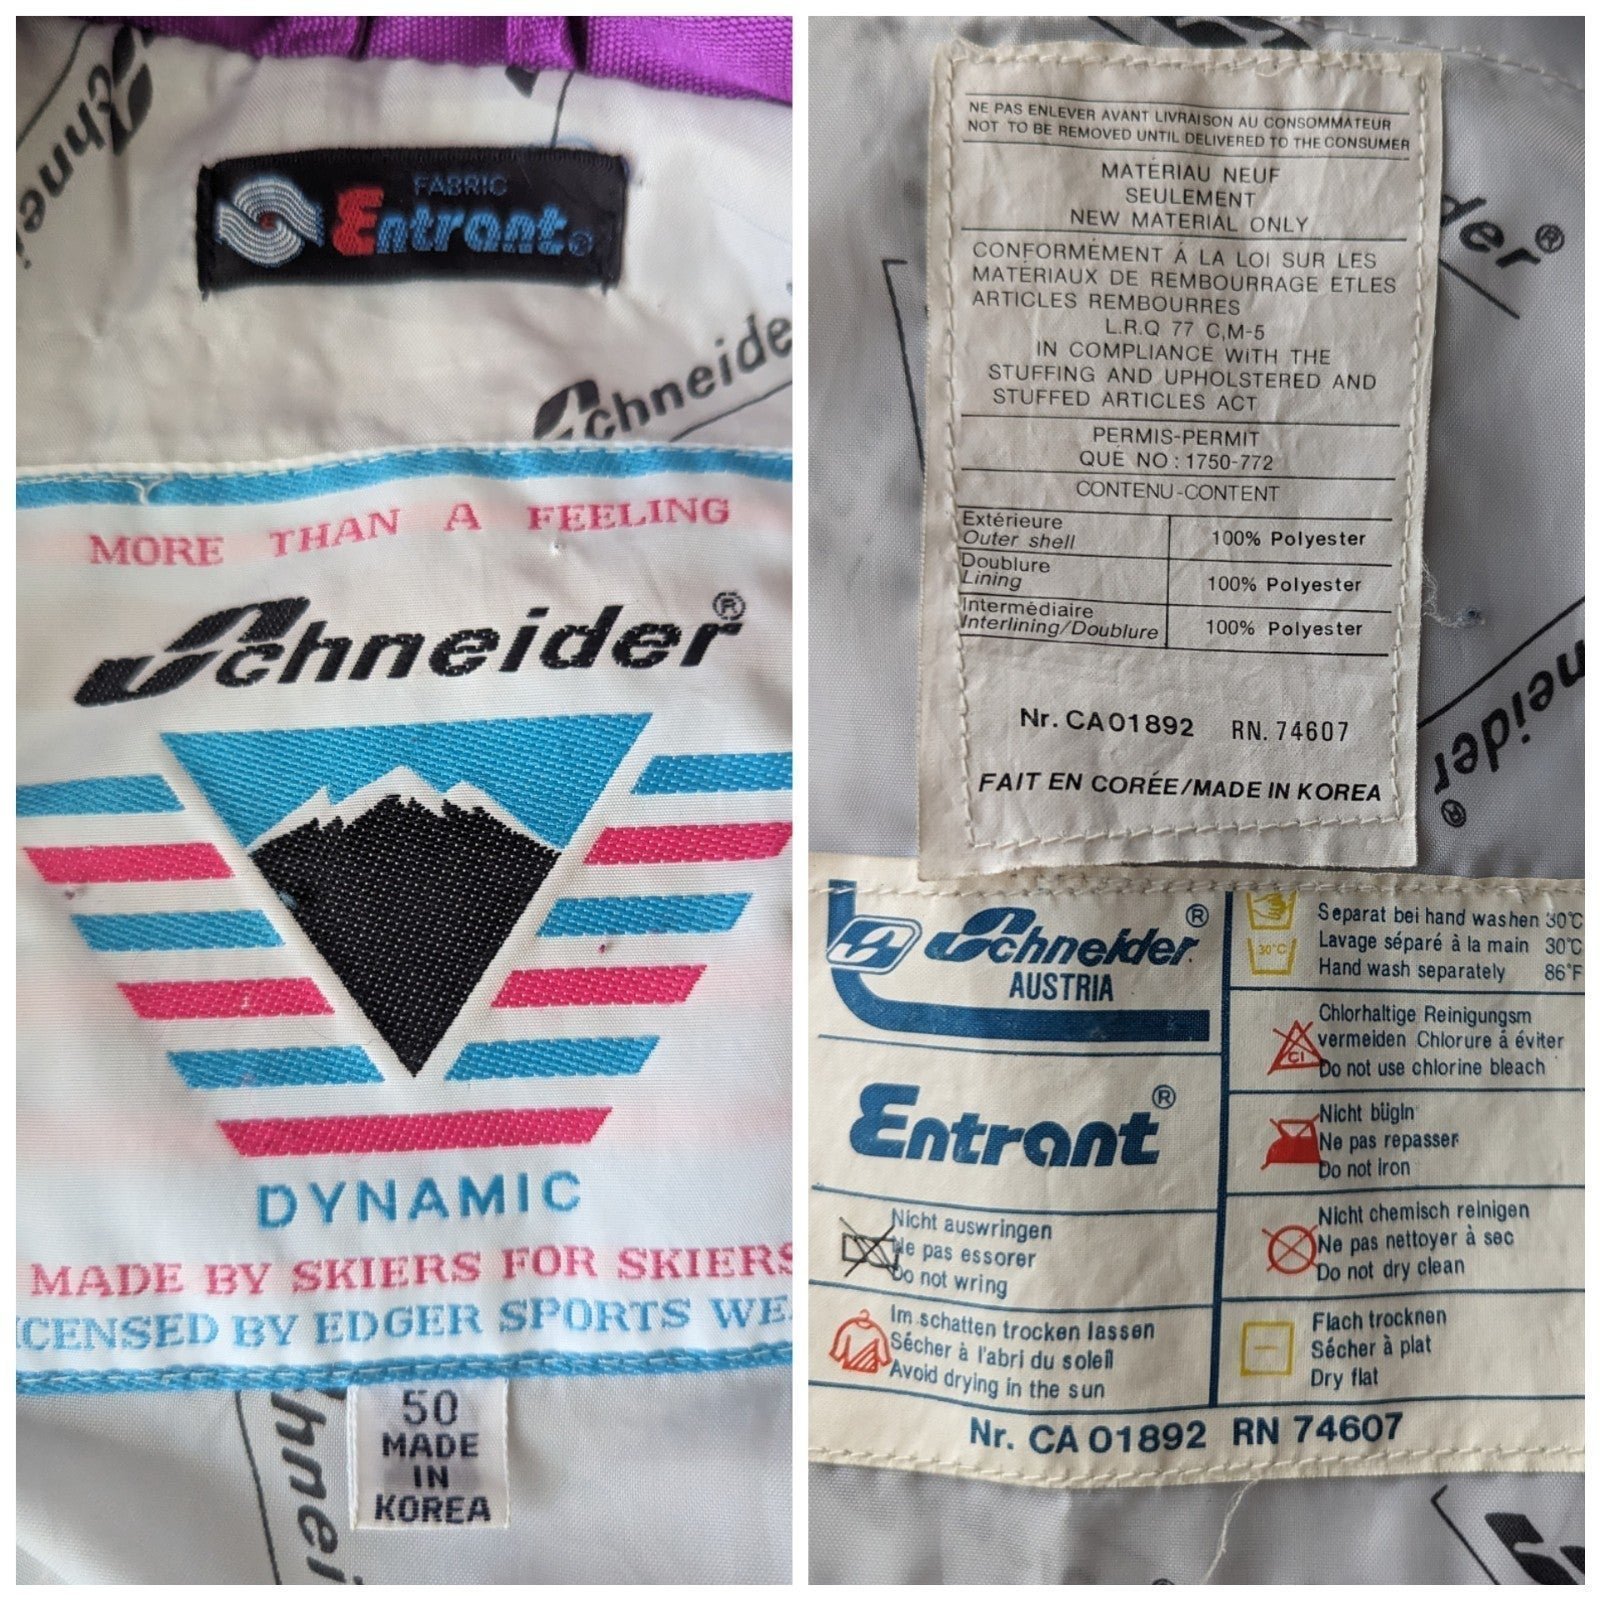 FABRIC
Entrant®
Schneide
MORE THAN A FEELING
Schneider®
DYNAMIC
MADE BY SKIERS FOR SKIERS
CENSED BY EDGER SPORTS WE
50
MADE
IN
KOREA
NE PAS ENLEVER AVANT LIVRAISON AU CONSOMMATEUR
NOT TO BE REMOVED UNTIL DELIVERED TO THE CONSUMER
MATÉRIAU NEUF
SEULEMENT
NEW MATERIAL ONLY
CONFORMÉMENT À LA LOI SUR LES
MATÉRIAUX DE REMBOURRAGE ETLES
ARTICLES REMBOURRES
L.R.Q 77 C,M-5
IN COMPLIANCE WITH THE
STUFFING AND UPHOLSTERED AND
STUFFED ARTICLES ACT
PERMIS-PERMIT
QUE NO : 1750-772
CONTENU-CONTENT
Extérieure
Outer shell 100% Polyester
Doublure
Lining 100% Polyester
Intermédiaire
Interlining/Doublure 100% Polyester
Nr. CA01892 RN. 74607
FAIT EN CORÉE/MADE IN KOREA
der®
neider®
Schneider®
AUSTRIA
Entrant®
Nicht auswringen
Ne pas essorer
Do not wring
Im schatten trocken lassen
Sécher à l'abri du soleil
Avoid drying in the sun
30°C
Separat bei hand washen 30°C
Lavage séparé à la main 30°C
Hand wash separately 86°F
Cl
Chlorhaltige Reinigungsm
vermeiden Chlorure á éviter
Do not use chlorine bleach
Nicht bügln
Ne pas repasser
Do not iron
Nicht chemisch reinigen
Ne pas nettoyer à sec
Do not dry clean
Flach trocknen
Sécher à plat
Dry flat
Nr. CA 01892 RN 74607